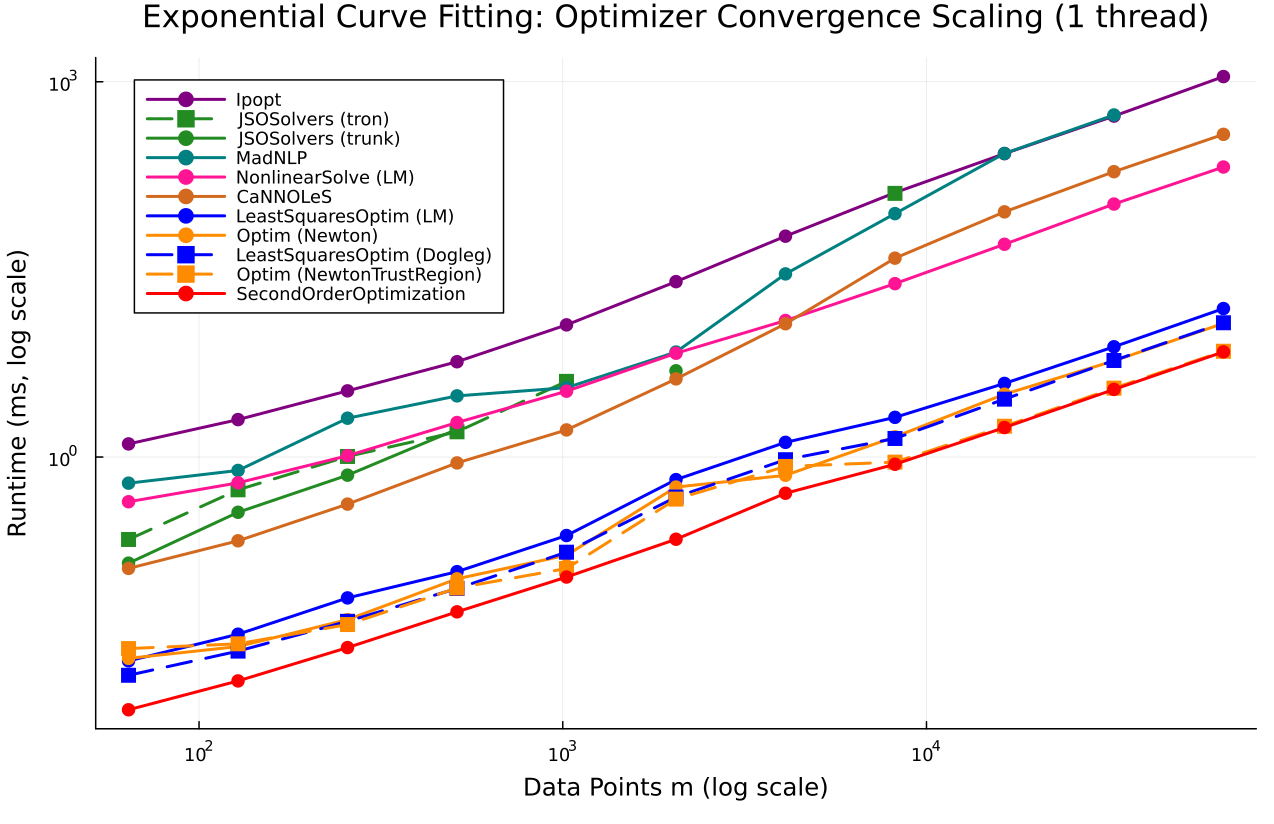 Exponential Curve Fitting: Optimizer Convergence Scaling (1 thread)
Runtime (ms, log scale)
10³
10⁰
Ipopt
JSOSolvers (tron)
JSOSolvers (trunk)
MadNLP
NonlinearSolve (LM)
CaNNOLeS
LeastSquaresOptim (LM)
Optim (Newton)
LeastSquaresOptim (Dogleg)
Optim (NewtonTrustRegion)
SecondOrderOptimization
10² 10³ 10⁴
Data Points m (log scale)